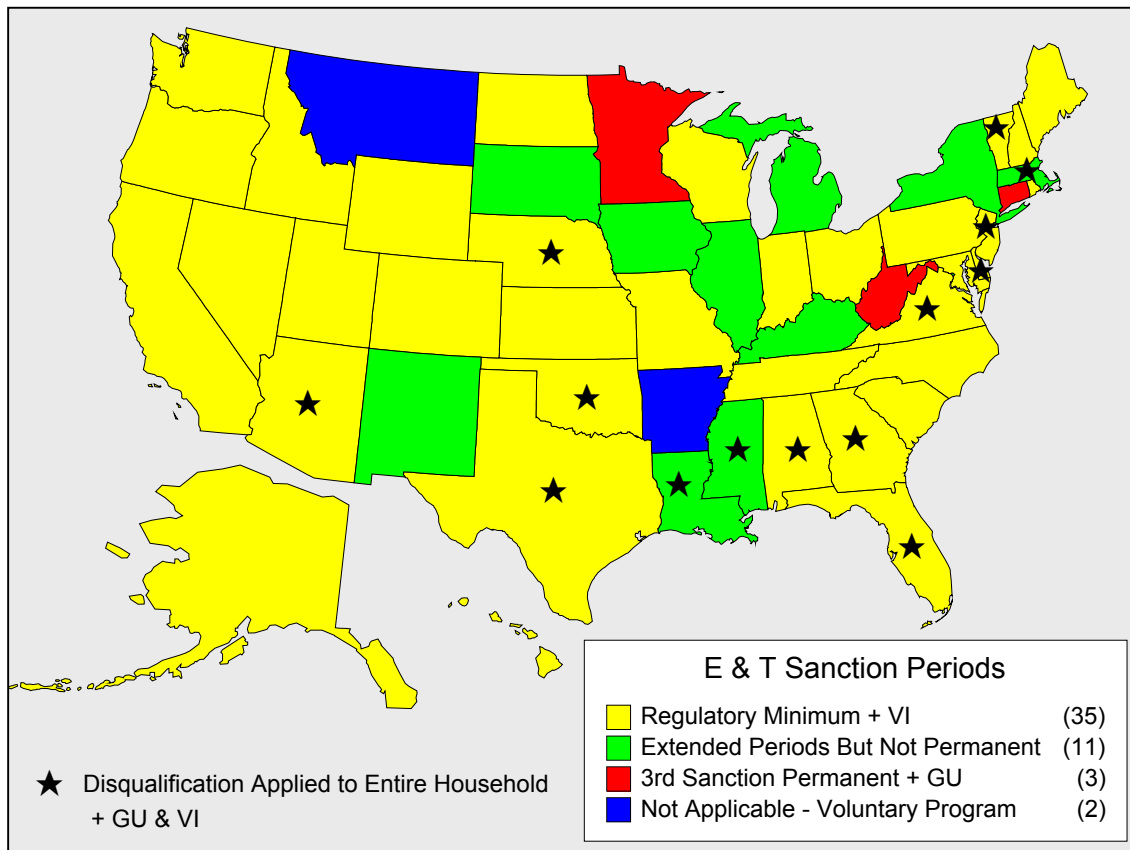 E & T Sanction Periods
Regulatory Minimum + VI (35)
Extended Periods But Not Permanent (11)
3rd Sanction Permanent + GU (3)
Not Applicable - Voluntary Program (2)
Disqualification Applied to Entire Household
+ GU & VI